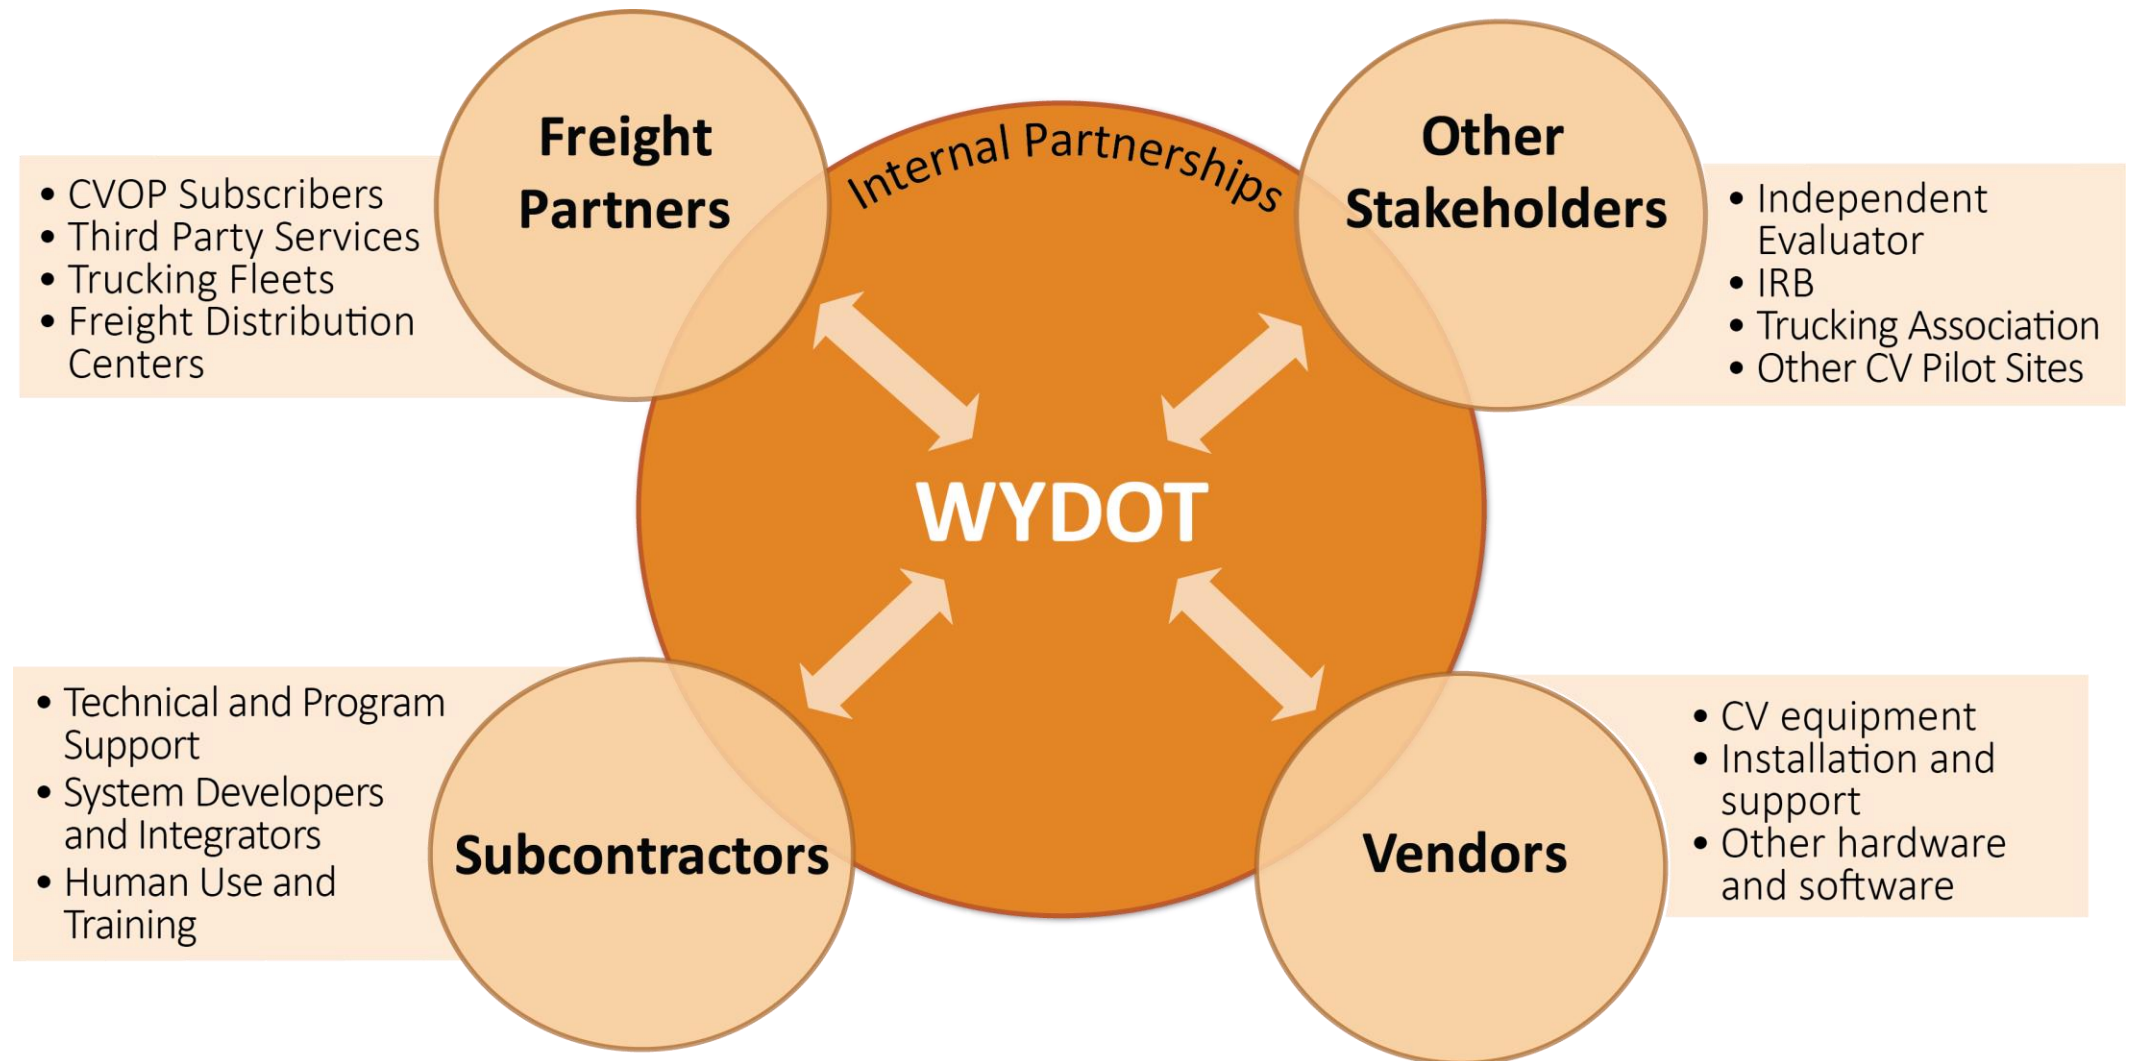 Internal Partnerships
WYDOT
Freight
Partners
• CVOP Subscribers
• Third Party Services
• Trucking Fleets
• Freight Distribution
Centers
Other
Stakeholders
• Independent
Evaluator
• IRB
• Trucking Association
• Other CV Pilot Sites
Subcontractors
• Technical and Program
Support
• System Developers
and Integrators
• Human Use and
Training
Vendors
• CV equipment
• Installation and
support
• Other hardware
and software